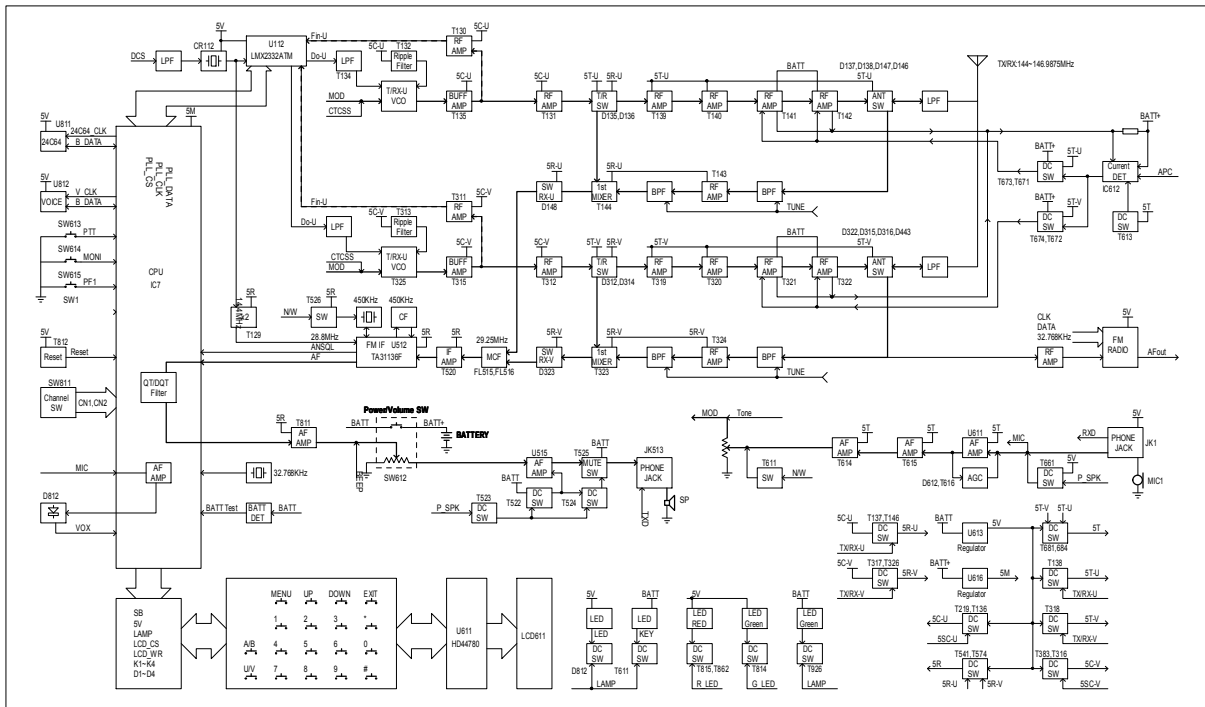 5V
5C-U
T130
CR112
U112
LMX2332ATM
Fin-U
RF
AMP
DCS
LPF
Do-U
LPF
T134
5C-U
T132
Ripple
Filter
5C-U
5C-U
5T-U
5R-U
5T-U
BATT
D137,D138,D147,D146
5T-U
TX/RX:144~146.9875MHz
MOD
CTCSS
T/RX-U
VCO
BUFF
AMP
T135
RF
AMP
T131
T/R
SW
D135,D136
RF
AMP
T139
RF
AMP
T140
RF
AMP
T141
RF
AMP
T142
ANT
SW
LPF
5M
5V
U811
24C64
24C64_CLK
B_DATA
PLL_DATA
PLL_CLK
PLL_CS
BATT+
BATT+
5T-U
DC
SW
T673,T671
Current
DET
IC612
APC
5V
U812
VOICE
V_CLK
B_DATA
Fin-U
T311
5C-V
RF
AMP
5R-U
SW
RX-U
D148
5R-U
1st
MIXER
T144
BPF
T143
RF
AMP
BPF
TUNE
BATT+
5T-V
DC
SW
T674,T672
5T
DC
SW
T613
SW613
PTT
SW614
MONI
SW615
PF1
SW1
CPU
IC7
Do-U
LPF
5C-V
T313
Ripple
Filter
CTCSS
MOD
T/RX-U
VCO
T325
5C-V
BUFF
AMP
T315
5C-V
RF
AMP
T312
5T-V
5R-V
T/R
SW
D312,D314
5T-V
RF
AMP
T319
RF
AMP
T320
BATT
RF
AMP
T321
RF
AMP
T322
D322,D315,D316,D443
5T-V
ANT
SW
LPF
5V
T812
Reset
Reset
T129
N/W
T526
5R
SW
450KHz
450KHz
CF
28.8MHz
ANSQL
AF
FM IF
U512
TA31136F
5R
5R
IF
AMP
T520
29.25MHz
MCF
FL515,FL516
5R-V
SW
RX-V
D323
5R-V
1st
MIXER
T323
BPF
5R-V
T324
RF
AMP
BPF
TUNE
CLK
DATA
32.768KHz
RF
AMP
5V
FM
RADIO
AFout
SW811
Channel
SW
CN1,CN2
QT/DQT
Filter
5R
T811
AF
AMP
Power/Volume SW
BATT
BATT+
BATTERY
SW612
MIC
AF
AMP
32.768KHz
U515
AF
AMP
T525
BATT
MUTE
SW
JK513
PHONE
JACK
SP
TXD
BATT
DC
SW
T522
T524
DC
SW
P_SPK
T523
DC
SW
MOD
Tone
T611
SW
N/W
5T
AF
AMP
T614
5T
AF
AMP
T615
U611
5T
AF
AMP
MIC
D612,T616
AGC
RXD
5V
PHONE
JACK
JK1
T661
5V
DC
SW
P_SPK
MIC1
D812
VOX
BATT Test
BATT
DET
BATT
5C-U
T137,T146
DC
SW
5R-U
TX/RX-U
BATT
U613
Regulator
5V
5T-V
5T-U
DC
SW
T681,684
5T
5C-V
T317,T326
DC
SW
5R-V
TX/RX-V
BATT+
U616
Regulator
5M
T138
DC
SW
5T-U
TX/RX-U
5C-U
T219,T136
DC
SW
5SC-U
T318
DC
SW
5T-V
TX/RX-V
5R
T541,T574
DC
SW
5R-U
5R-V
T383,T316
DC
SW
5C-V
5SC-V
SB
5V
LAMP
LCD_CS
LCD_WR
K1~K4
D1~D4
MENU UP DOWN EXIT
1 2 3 *
A/B 4 5 6 0
U/V 7 8 9 #
U611
HD44780
LCD611
BATT
BATT
5V
BATT
LED
LED
LED
RED
LED
Green
LED
Green
LED
KEY
DC
SW
DC
SW
DC
SW
DC
SW
DC
SW
D812
T611
T815,T862
T814
T926
LAMP
R_LED
G_LED
LAMP